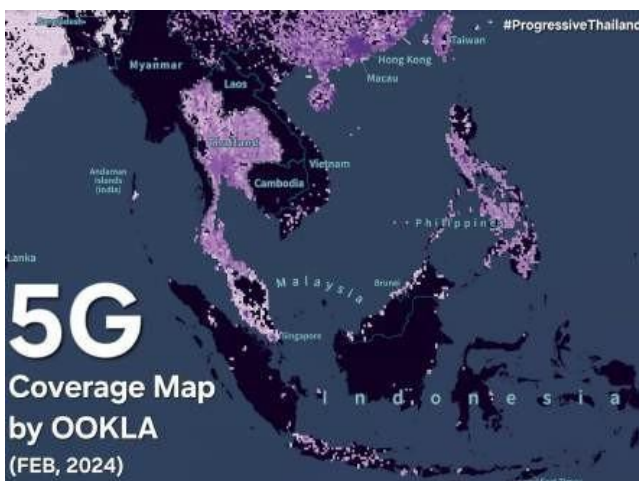 #ProgressiveThailand
Bangladesh
Taiwan
Hong Kong
Macau
Myanmar
Laos
Thailand
Andaman
Islands
(India)
Vietnam
Cambodia
Philippines
Lanka
Malaysia
Brunei
Singapore
5G
Coverage Map
by OOKLA
(FEB, 2024)
Indonesia